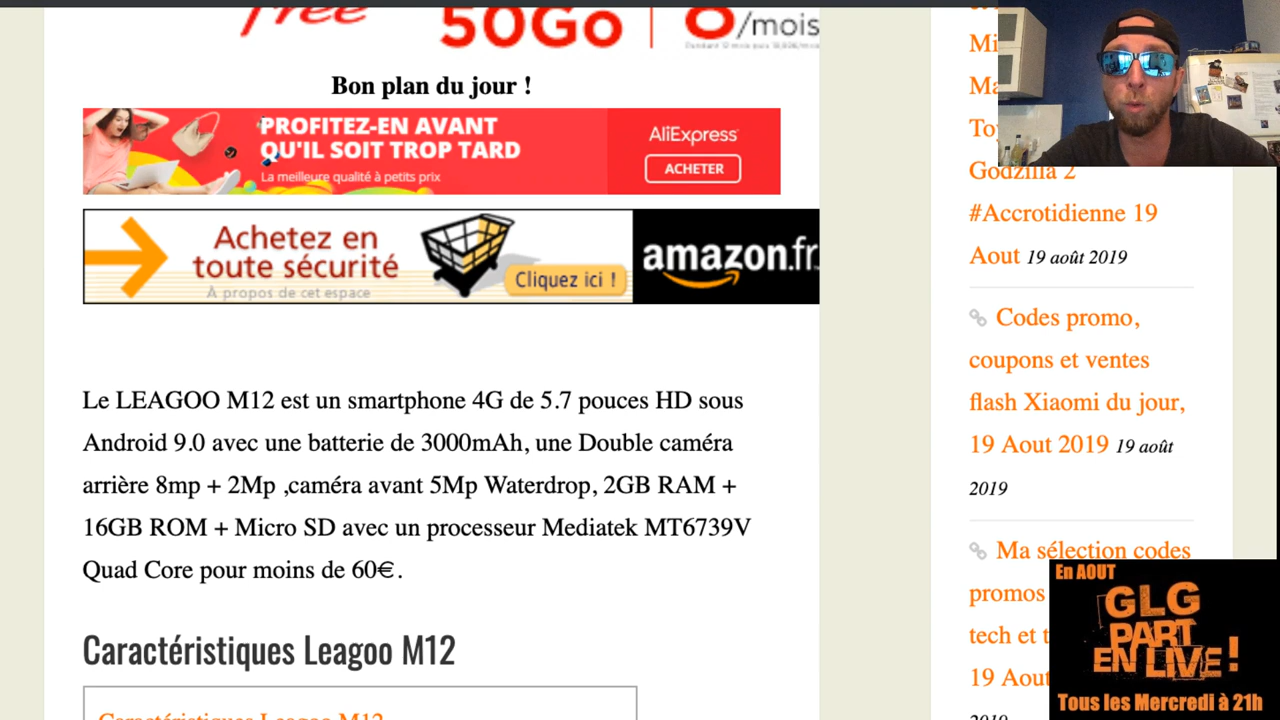 free
50Go
8/mois
Bon plan du jour !
PROFITEZ-EN AVANT
QU'IL SOIT TROP TARD
La meilleure qualité à petits prix
AliExpress
ACHETER
Achetez en
toute sécurité
À propos de cet espace
Cliquez ici !
amazon.fr
Le LEAGOO M12 est un smartphone 4G de 5.7 pouces HD sous
Android 9.0 avec une batterie de 3000mAh, une Double caméra
arrière 8mp + 2Mp ,caméra avant 5Mp Waterdrop, 2GB RAM +
16GB ROM + Micro SD avec un processeur Mediatek MT6739V
Quad Core pour moins de 60€.
Caractéristiques Leagoo M12
Caractéristiques Leagoo M12
Godzilla 2
#Accrotidienne 19
Aout 19 août 2019
Codes promo,
coupons et ventes
flash Xiaomi du jour,
19 Aout 2019 19 août
2019
Ma sélection codes
promos
tech et
19 Aout
2019
En AOUT
GLG
PART
EN LIVE !
Tous les Mercredi à 21h